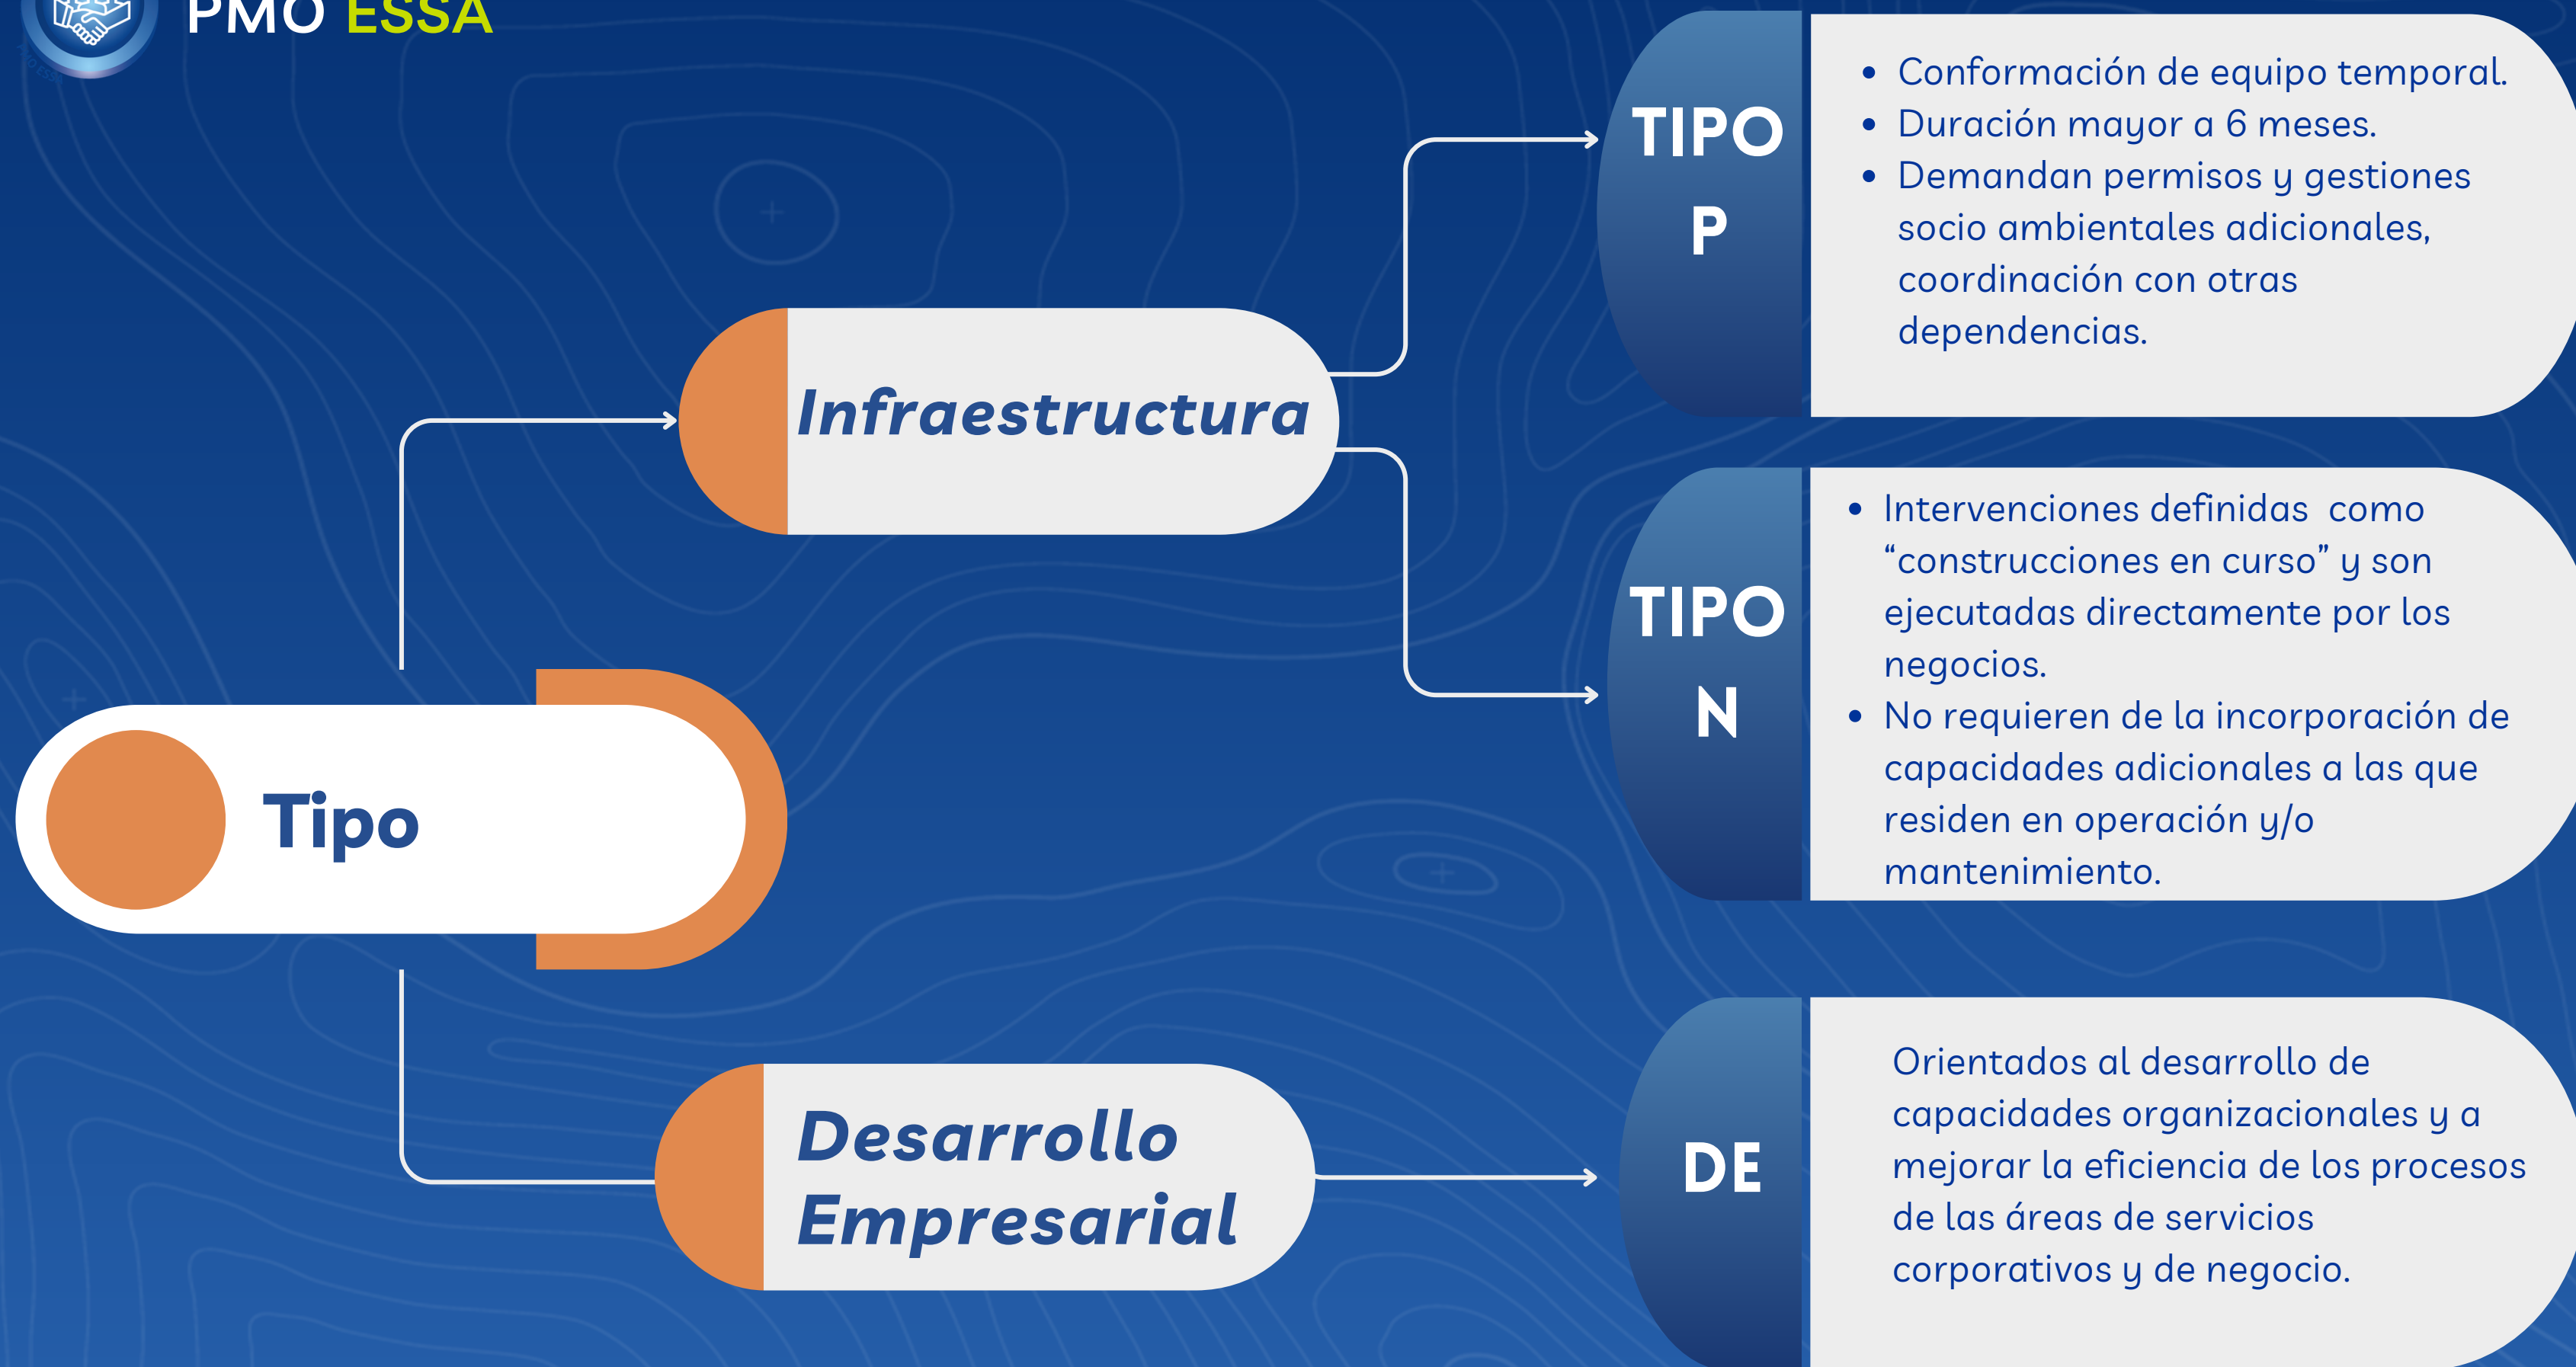 PMO ESSA
TIPO
P
• Conformación de equipo temporal.
• Duración mayor a 6 meses.
• Demandan permisos y gestiones
socio ambientales adicionales,
coordinación con otras
dependencias.
Infraestructura
TIPO
N
• Intervenciones definidas  como
“construcciones en curso” y son
ejecutadas directamente por los
negocios.
• No requieren de la incorporación de
capacidades adicionales a las que
residen en operación y/o
mantenimiento.
Tipo
Desarrollo
Empresarial
DE
Orientados al desarrollo de
capacidades organizacionales y a
mejorar la eficiencia de los procesos
de las áreas de servicios
corporativos y de negocio.